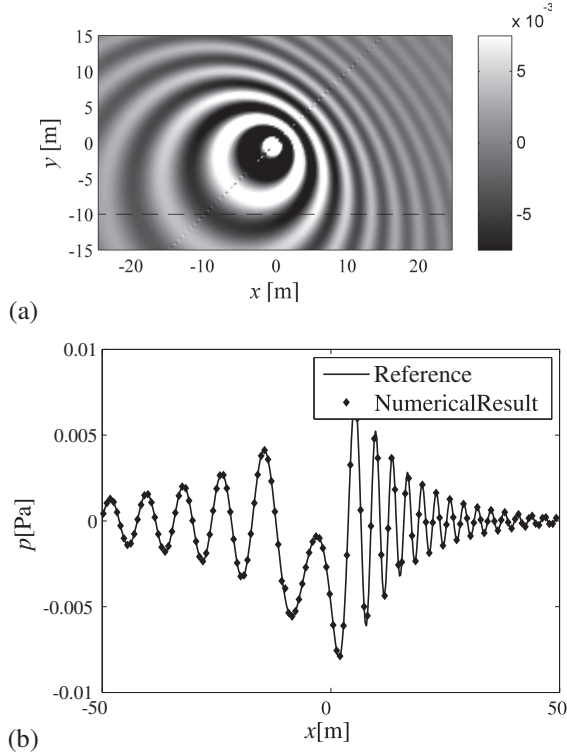 x 10⁻³
15
10
5
0
-5
-10
-15
y [m]
-20 -10 0 10 20
x [m]
5
0
-5
(a)
0.01
0.005
0
-0.005
-0.01
p[Pa]
Reference
NumericalResult
-50 0 50
x[m]
(b)